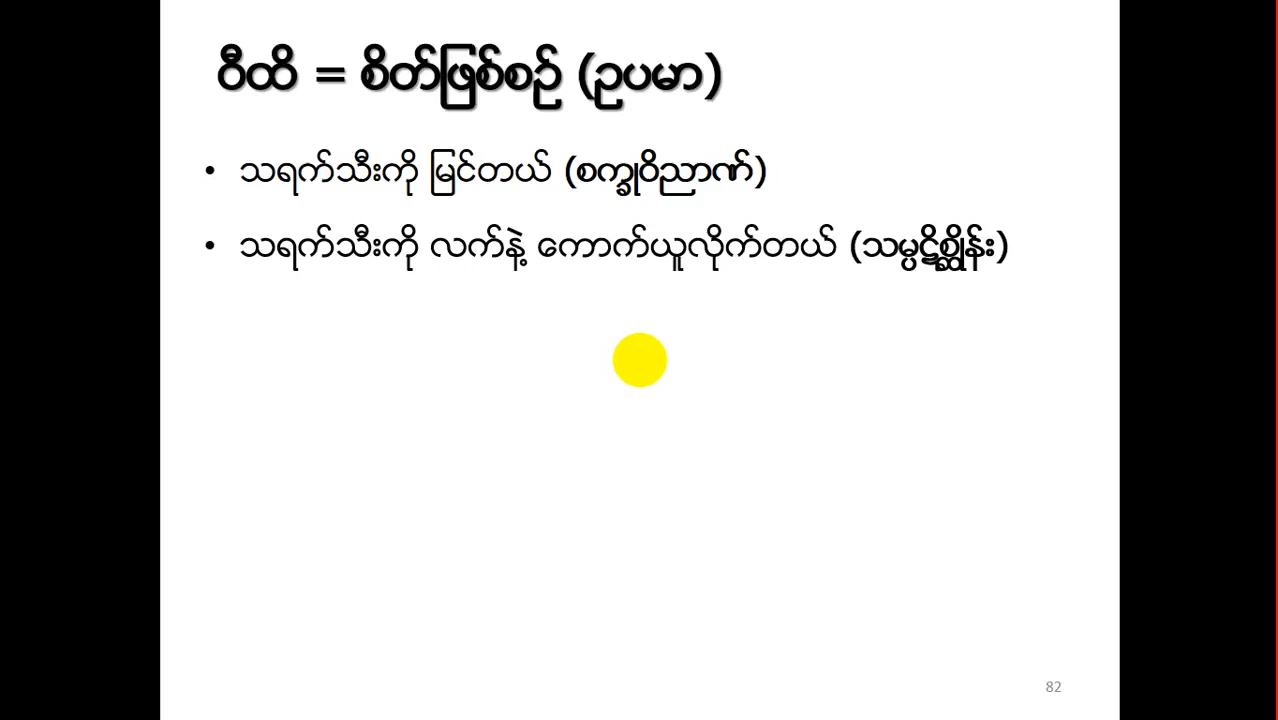 ဝီထိ = စိတ်ဖြစ်စဉ် (ဥပမာ)
• သရက်သီးကို မြင်တယ် (စက္ခုဝိညာဏ်)
• သရက်သီးကို လက်နဲ့ ကောက်ယူလိုက်တယ် (သမ္ပဋိစ္ဆိုန်း)
82